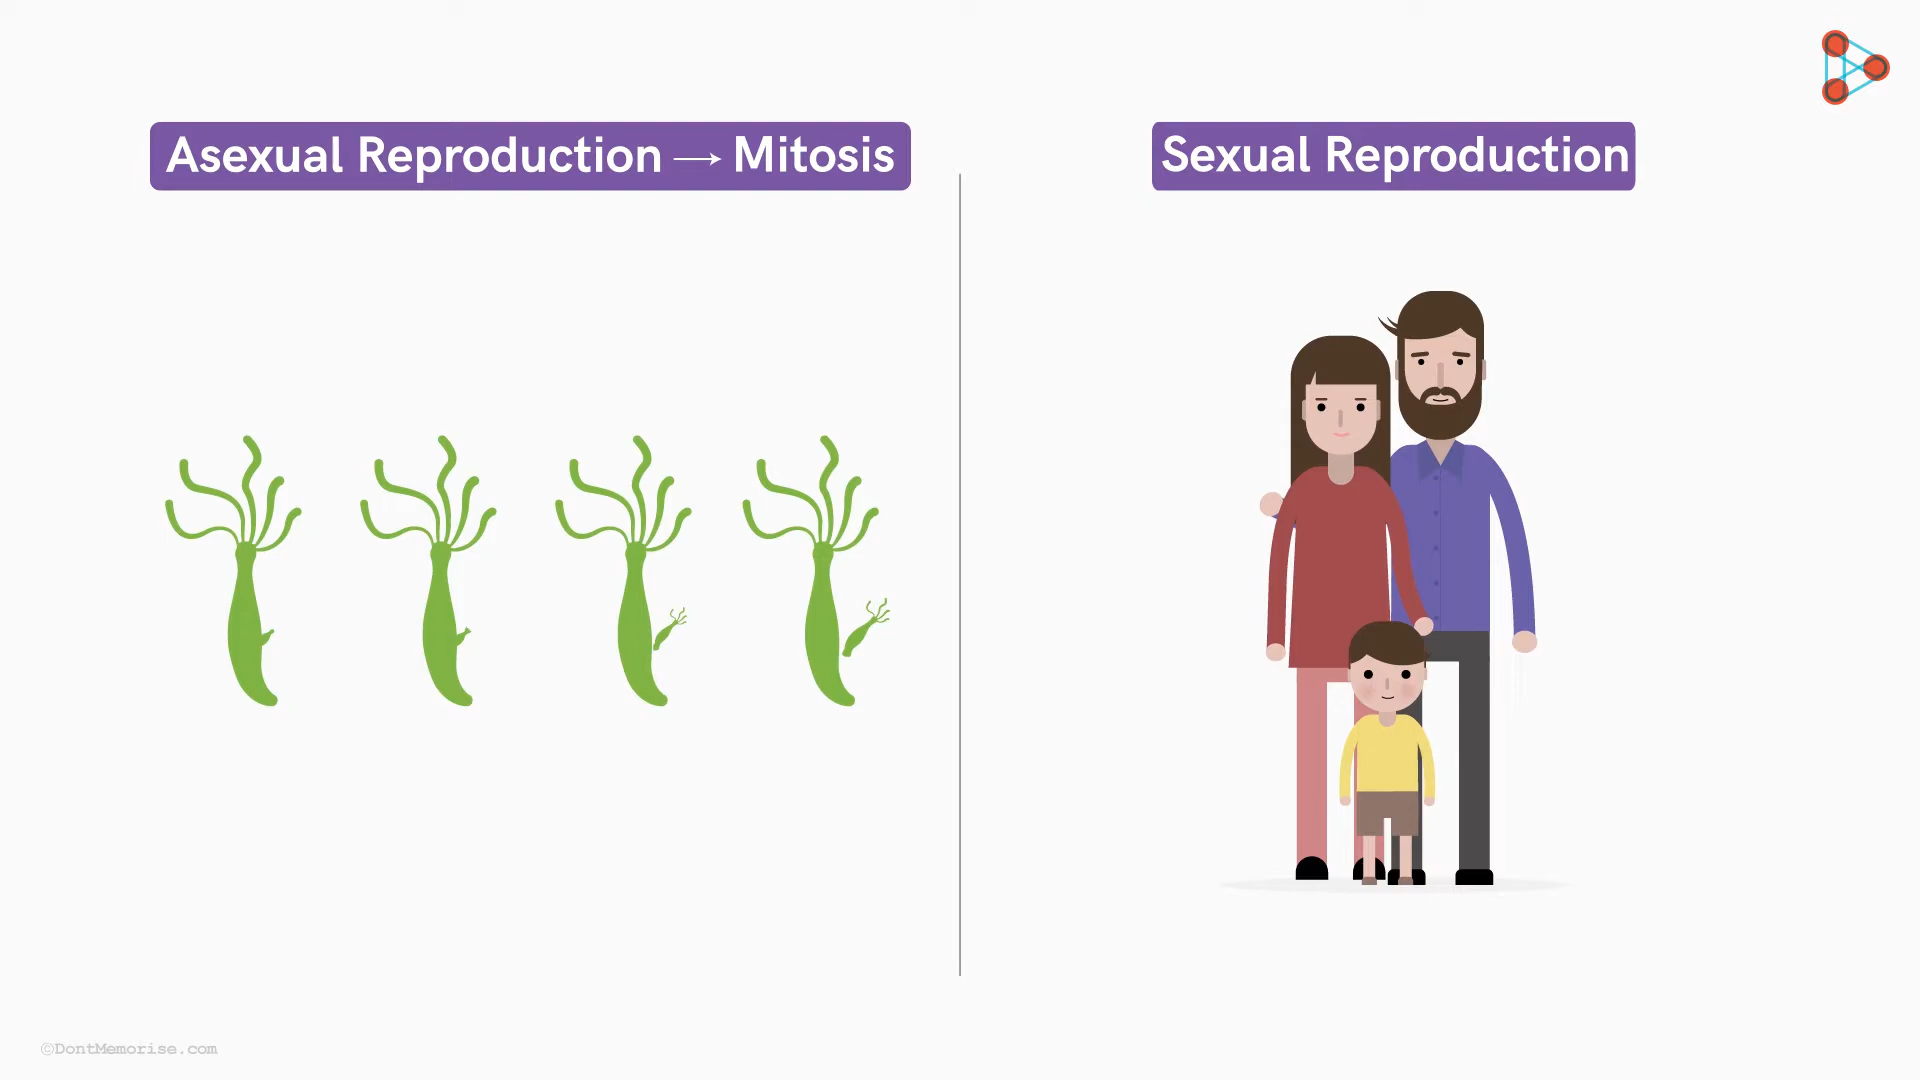 Asexual Reproduction → Mitosis
Sexual Reproduction
©DontMemorise.com